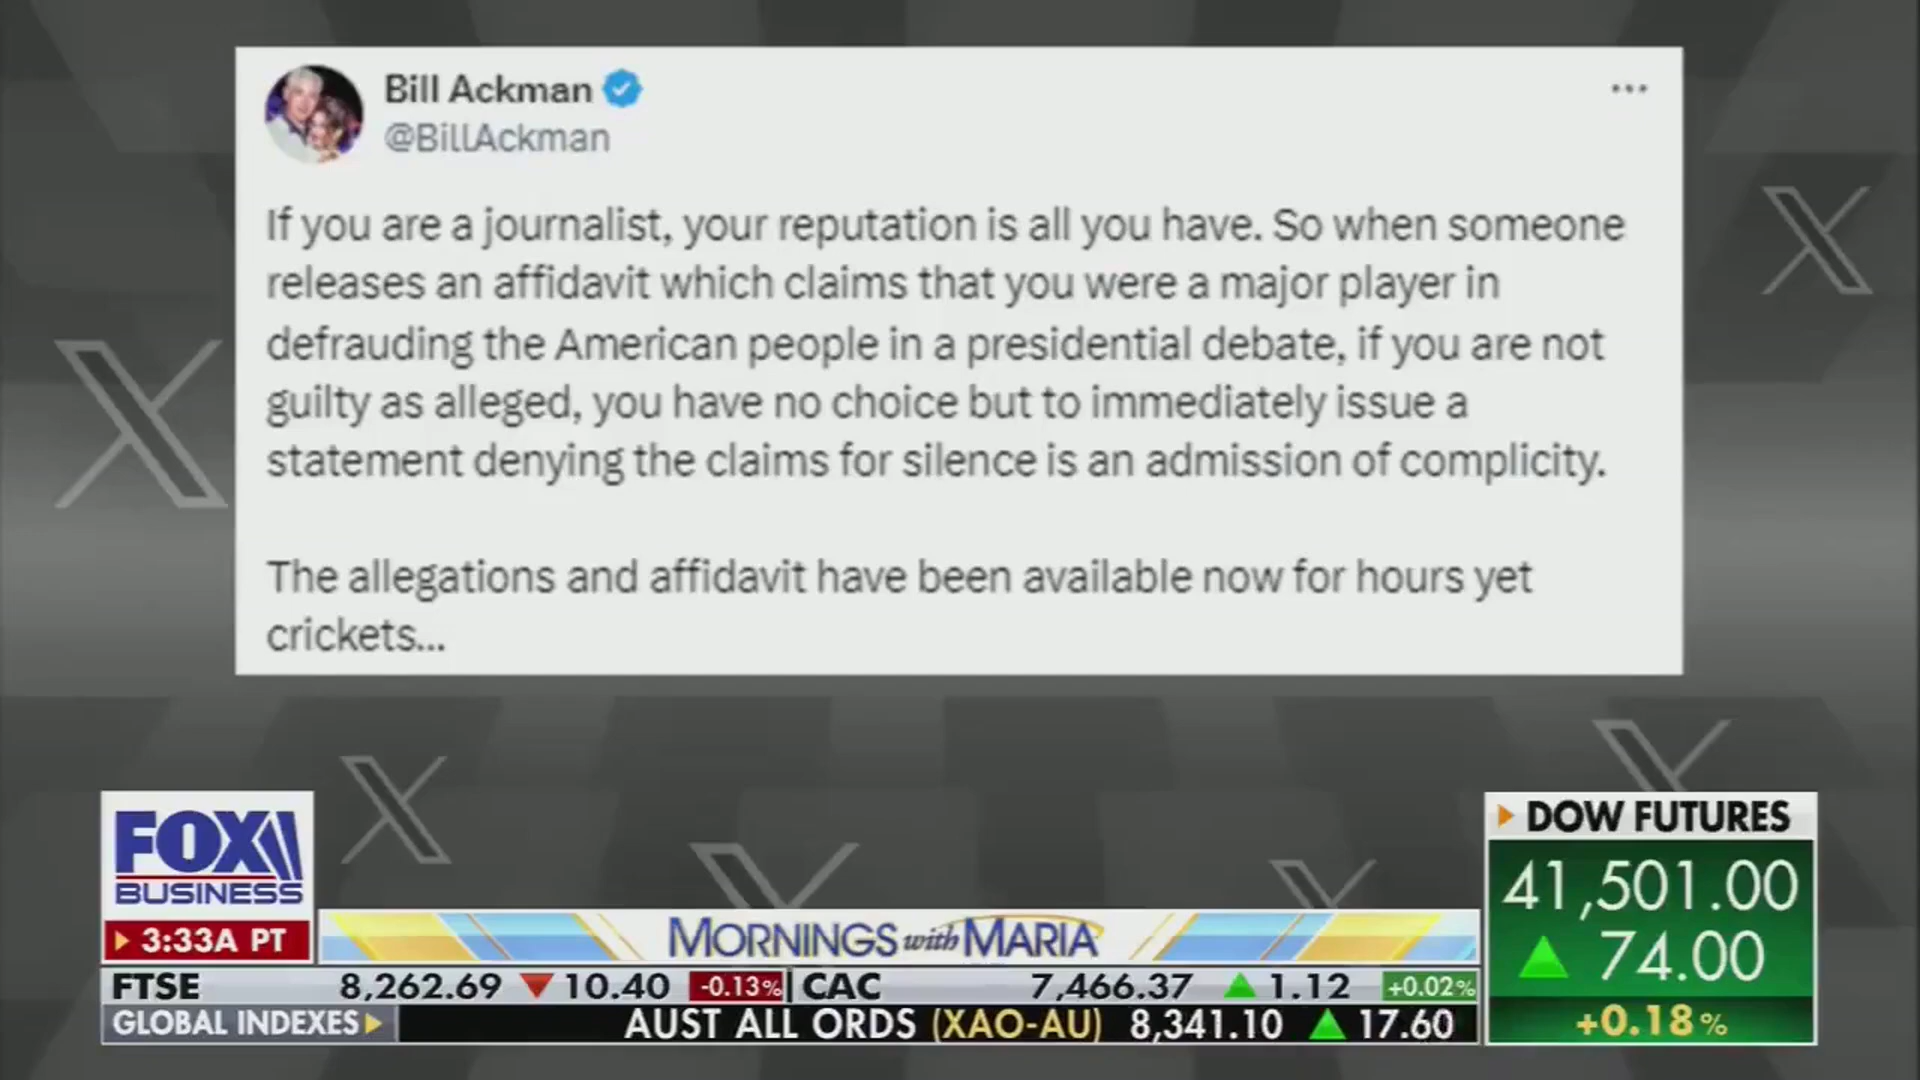 Bill Ackman
@BillAckman
If you are a journalist, your reputation is all you have. So when someone
releases an affidavit which claims that you were a major player in
defrauding the American people in a presidential debate, if you are not
guilty as alleged, you have no choice but to immediately issue a
statement denying the claims for silence is an admission of complicity.
The allegations and affidavit have been available now for hours yet
crickets...
FOX
BUSINESS
3:33A PT
MORNINGS with MARIA
FTSE 8,262.69 ▼ 10.40 -0.13% CAC 7,466.37 ▲ 1.12 +0.02%
GLOBAL INDEXES AUST ALL ORDS (XAO-AU) 8,341.10 ▲ 17.60
DOW FUTURES
41,501.00
▲ 74.00
+0.18%